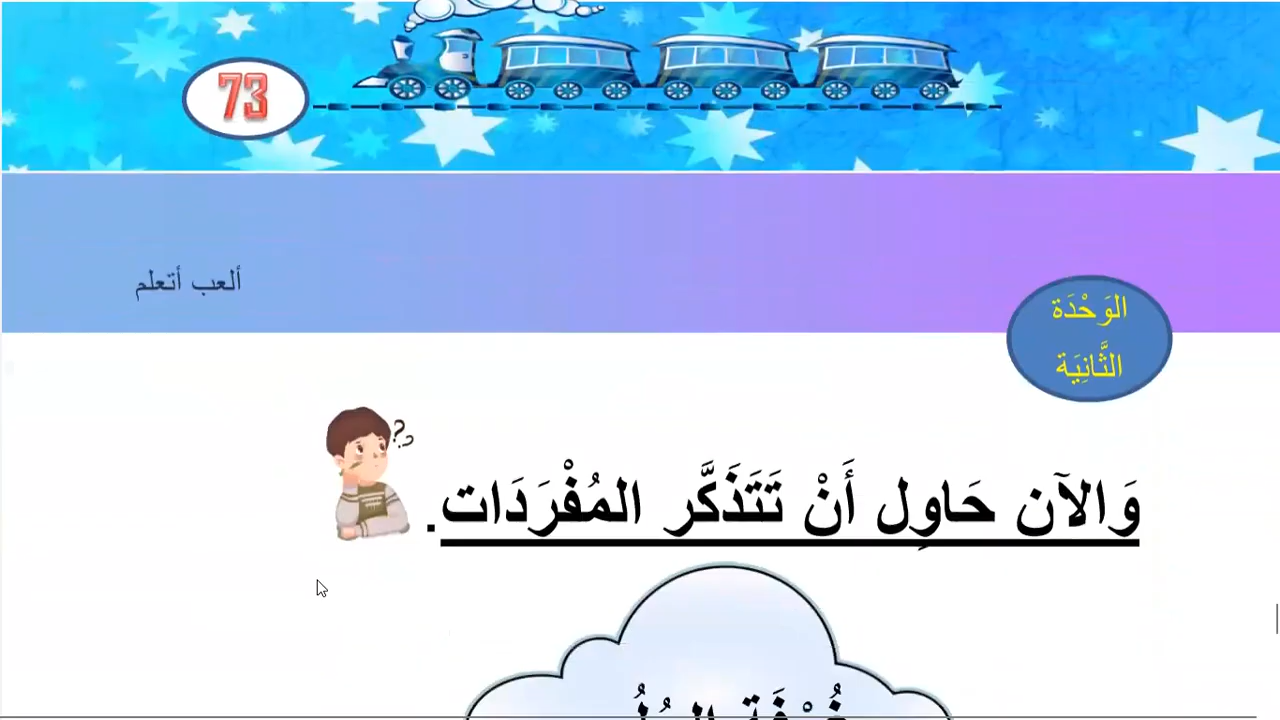 73
ألعب أتعلم
الوَحْدَة
الثَّانِيَة
وَالآن حَاوِل أَنْ تَتَذَكَّر المُفْرَدَات.